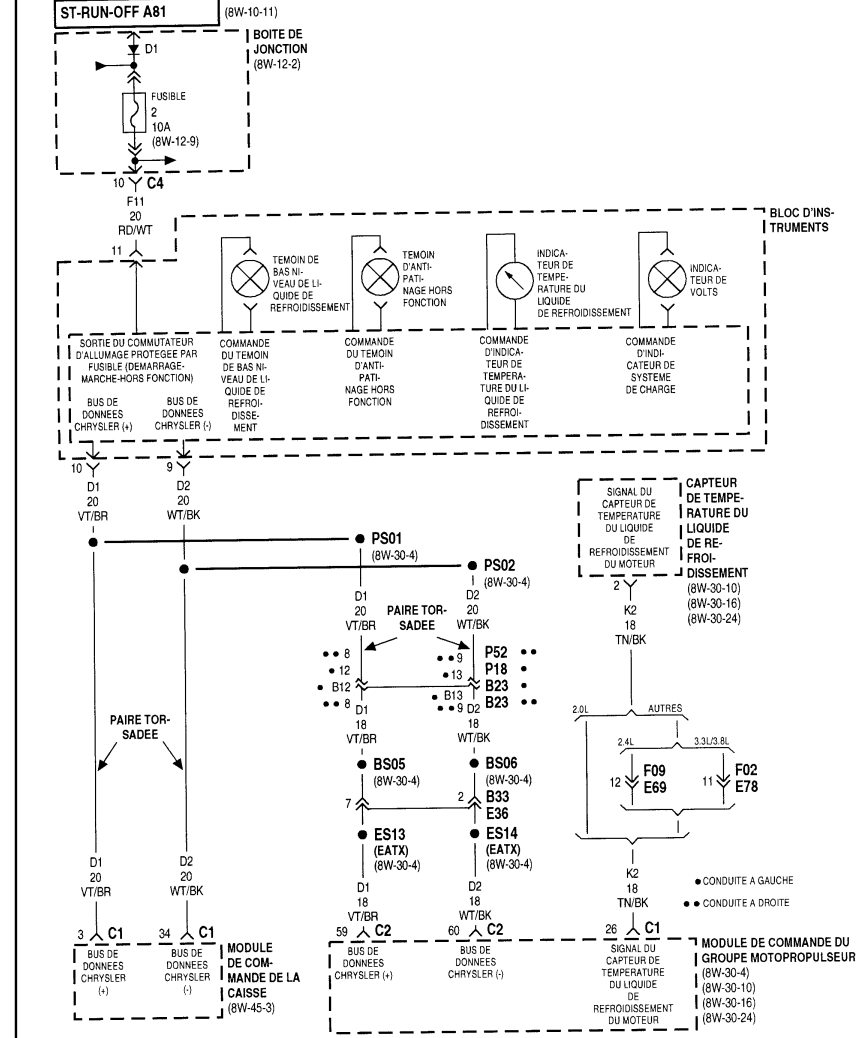 ST-RUN-OFF A81
(8W-10-11)
BOITE DE
JONCTION
(8W-12-2)
D1
FUSIBLE
2
10A
(8W-12-9)
10
C4
F11
20
RD/WT
11
BLOC D'INS-
TRUMENTS
TEMOIN DE
BAS NI-
VEAU DE LI-
QUIDE DE
REFROIDISSEMENT
TEMOIN
D'ANTI-
PATI-
NAGE HORS
FONCTION
INDICA-
TEUR DE
TEMPE-
RATURE DU
LIQUIDE
DE REFROIDISSEMENT
INDICA-
TEUR DE
VOLTS
SORTIE DU COMMUTATEUR
D'ALLUMAGE PROTEGEE PAR
FUSIBLE (DEMARRAGE-
MARCHE-HORS FONCTION)
BUS DE
DONNEES
CHRYSLER (+)
BUS DE
DONNEES
CHRYSLER (-)
COMMANDE
DU TEMOIN
DE BAS NI-
VEAU DE LI-
QUIDE DE
REFROI-
DISSE-
MENT
COMMANDE
DU TEMOIN
D'ANTI-
PATI-
NAGE HORS
FONCTION
COMMANDE
D'INDICA-
TEUR DE
TEMPERA-
TURE DU LI-
QUIDE DE
REFROI-
DISSEMENT
COMMANDE
D'INDI-
CATEUR DE
SYSTEME
DE CHARGE
10
9
D1
20
VT/BR
D2
20
WT/BK
SIGNAL DU
CAPTEUR DE
TEMPERATURE
DU LIQUIDE
DE
REFROIDISSEMENT
DU MOTEUR
CAPTEUR
DE TEMPE-
RATURE DU
LIQUIDE
DE RE-
FROI-
DISSEMENT
(8W-30-10)
(8W-30-16)
(8W-30-24)
PS01
(8W-30-4)
PS02
(8W-30-4)
2
K2
18
TN/BK
D1
20
VT/BR
PAIRE TOR-
SADEE
D2
20
WT/BK
•• 8
• 12
• B12
•• 8
•• 9
• 13
• B13
•• 9
P52 ••
P18 •
B23 •
B23 ••
D1
18
VT/BR
D2
18
WT/BK
2.0L
AUTRES
2.4L
3.3L/3.8L
PAIRE TOR-
SADEE
BS05
(8W-30-4)
BS06
(8W-30-4)
12
F09
E69
11
F02
E78
7
2
B33
E36
ES13
(EATX)
(8W-30-4)
ES14
(EATX)
(8W-30-4)
D1
20
VT/BR
D2
20
WT/BK
D1
18
VT/BR
D2
18
WT/BK
K2
18
TN/BK
• CONDUITE A GAUCHE
•• CONDUITE A DROITE
3
C1
34
C1
59
C2
60
C2
26
C1
BUS DE
DONNEES
CHRYSLER
(+)
BUS DE
DONNEES
CHRYSLER
(-)
MODULE
DE COM-
MANDE DE LA
CAISSE
(8W-45-3)
BUS DE
DONNEES
CHRYSLER (+)
BUS DE
DONNEES
CHRYSLER (-)
SIGNAL DU
CAPTEUR DE
TEMPERATURE
DU LIQUIDE
DE
REFROIDISSEMENT
DU MOTEUR
MODULE DE COMMANDE DU
GROUPE MOTOPROPULSEUR
(8W-30-4)
(8W-30-10)
(8W-30-16)
(8W-30-24)